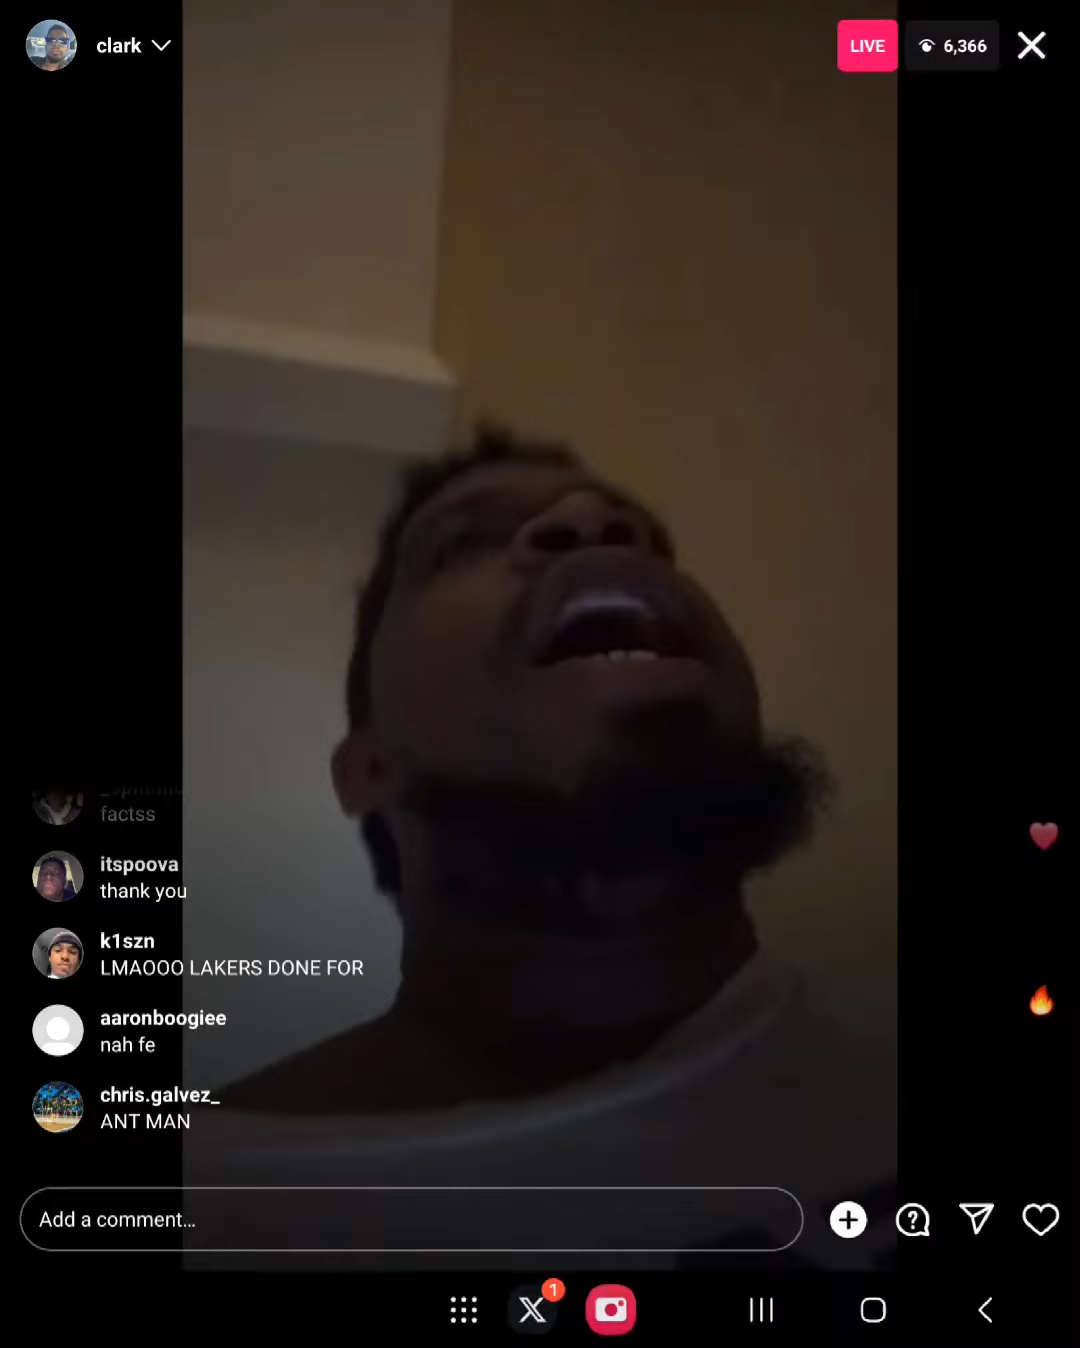 clark
LIVE
6,366
factss
itspoova
thank you
k1szn
LMAOOO LAKERS DONE FOR
aaronboogiee
nah fe
chris.galvez_
ANT MAN
Add a comment...
1